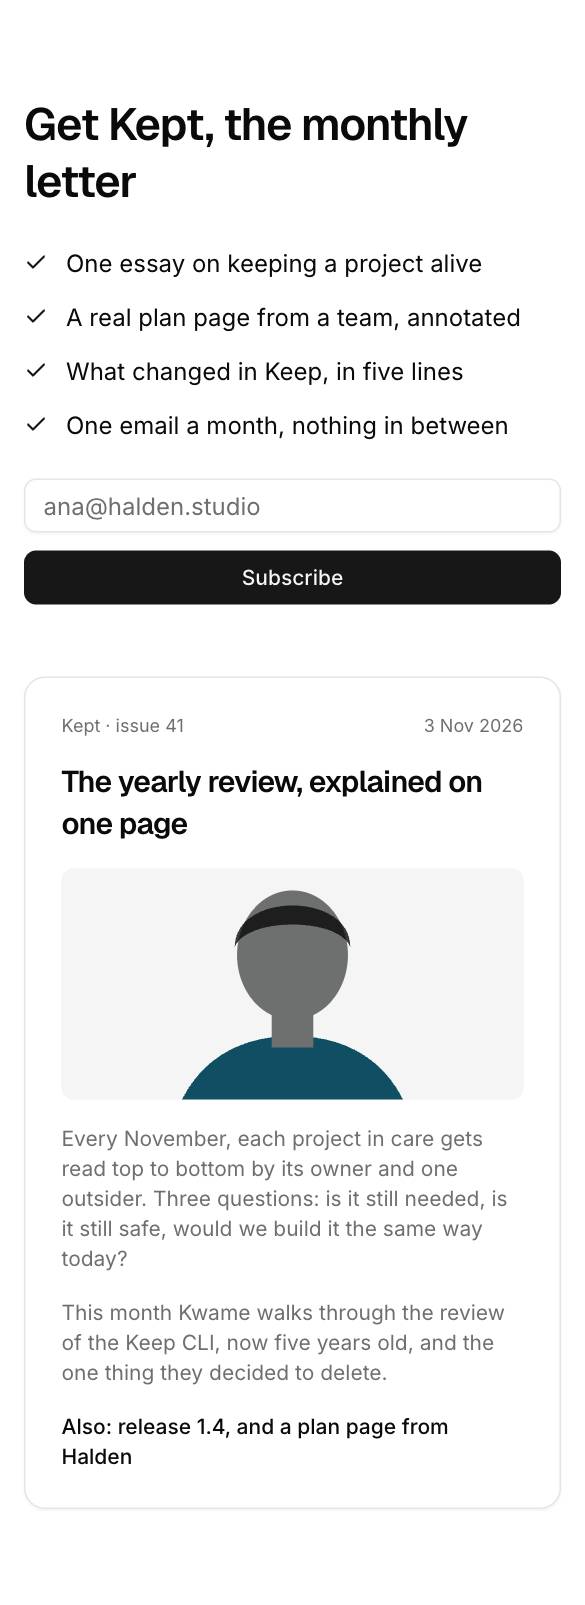 Get Kept, the monthly
letter
One essay on keeping a project alive
A real plan page from a team, annotated
What changed in Keep, in five lines
One email a month, nothing in between
ana@halden.studio
Subscribe
Kept · issue 41
3 Nov 2026
The yearly review, explained on
one page
Every November, each project in care gets
read top to bottom by its owner and one
outsider. Three questions: is it still needed, is
it still safe, would we build it the same way
today?
This month Kwame walks through the review
of the Keep CLI, now five years old, and the
one thing they decided to delete.
Also: release 1.4, and a plan page from
Halden